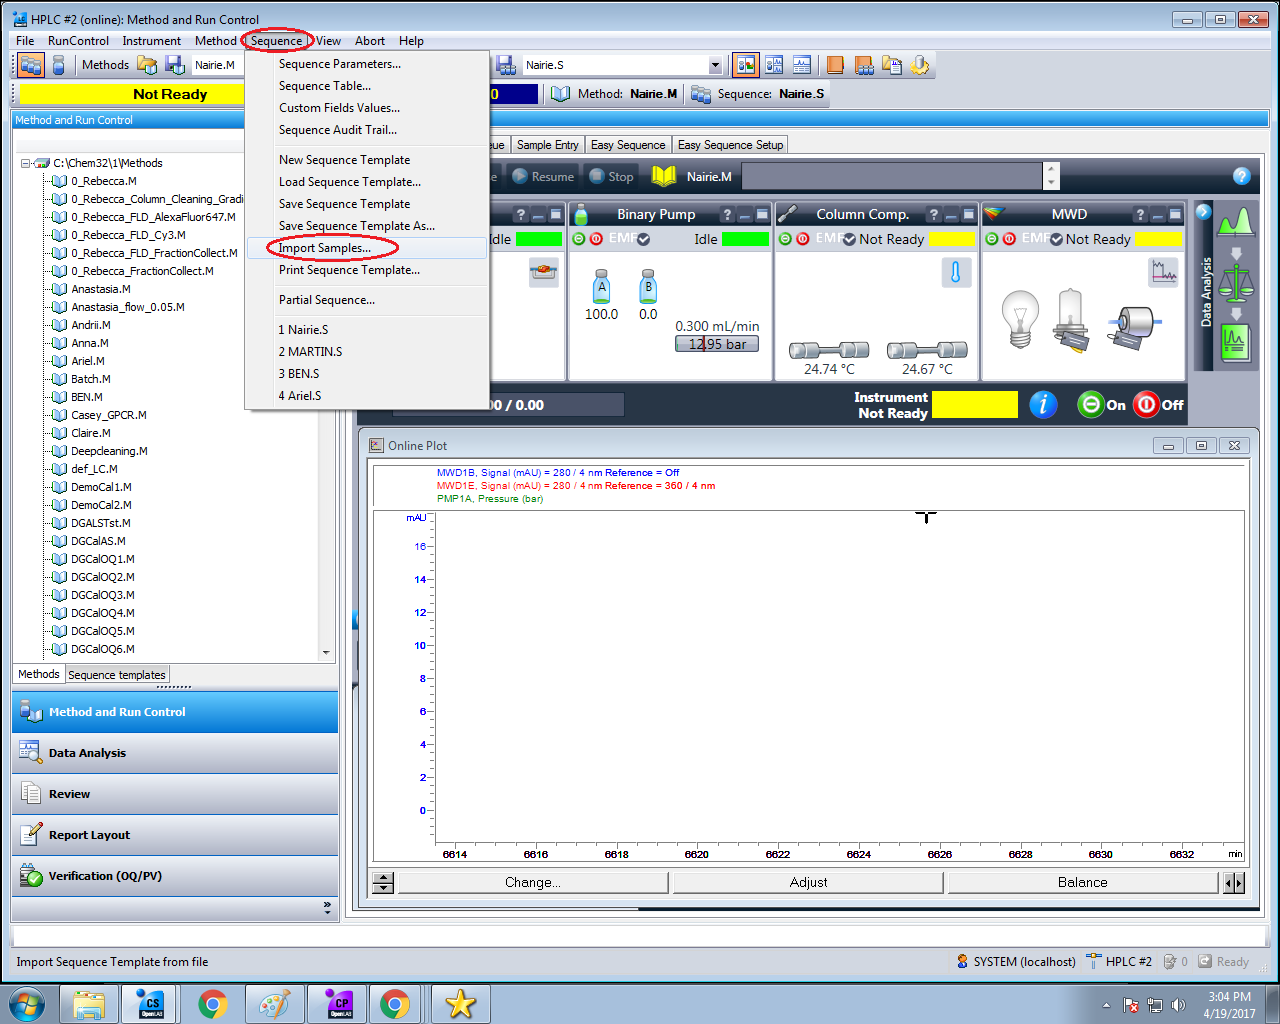 HPLC #2 (online): Method and Run Control
File RunControl Instrument Method Sequence View Abort Help
Methods Nairie.M Nairie.S
Not Ready Method: Nairie.M Sequence: Nairie.S
Method and Run Control
Sequence Parameters...
Sequence Table...
Custom Fields Values...
Sequence Audit Trail...
New Sequence Template
Load Sequence Template...
Save Sequence Template
Save Sequence Template As...
Import Samples...
Print Sequence Template...
Partial Sequence...
1 Nairie.S
2 MARTIN.S
3 BEN.S
4 Ariel.S
C:\Chem32\1\Methods
0_Rebecca.M
0_Rebecca_Column_Cleaning_Gradi
0_Rebecca_FLD_AlexaFluor647.M
0_Rebecca_FLD_Cy3.M
0_Rebecca_FLD_FractionCollect.M
0_Rebecca_FractionCollect.M
Anastasia.M
Anastasia_flow_0.05.M
Andrii.M
Anna.M
Ariel.M
Batch.M
BEN.M
Casey_GPCR.M
Claire.M
Deepcleaning.M
def_LC.M
DemoCal1.M
DemoCal2.M
DGALSTst.M
DGCalAS.M
DGCalOQ1.M
DGCalOQ2.M
DGCalOQ3.M
DGCalOQ4.M
DGCalOQ5.M
DGCalOQ6.M
Methods Sequence templates
Method and Run Control
Data Analysis
Review
Report Layout
Verification (OQ/PV)
ue Sample Entry Easy Sequence Easy Sequence Setup
se Resume Stop Nairie.M
Binary Pump Column Comp. MWD
Idle EMF Idle EMF Not Ready EMF Not Ready
A B
100.0 0.0
0.300 mL/min
12.95 bar
24.74 °C 24.67 °C
Data Analysis
00 / 0.00
Instrument
Not Ready
On Off
Online Plot
MWD1B, Signal (mAU) = 280 / 4 nm Reference = Off
MWD1E, Signal (mAU) = 280 / 4 nm Reference = 360 / 4 nm
PMP1A, Pressure (bar)
mAU
16
14
12
10
8
6
4
2
0
6614 6616 6618 6620 6622 6624 6626 6628 6630 6632 min
Change... Adjust Balance
Import Sequence Template from file
SYSTEM (localhost) HPLC #2 0 Ready
CS OpenLAB CP OpenLAB
3:04 PM
4/19/2017